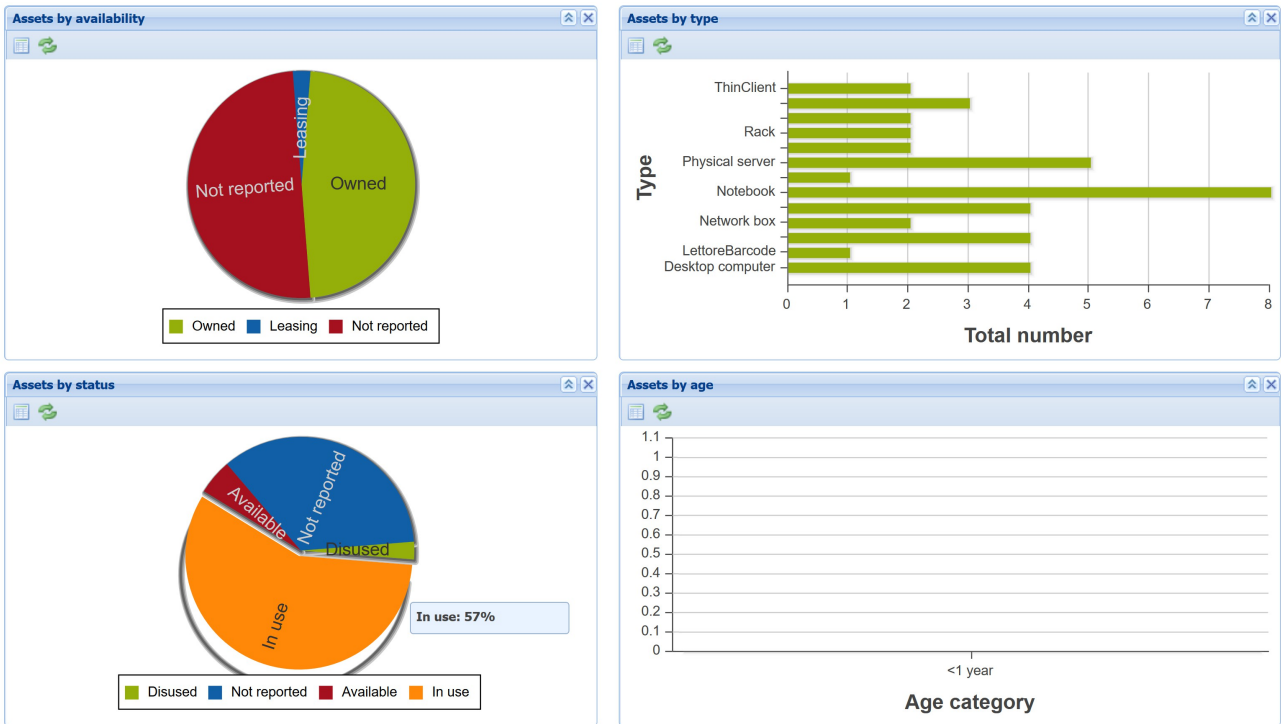 Assets by availability
Leasing
Not reported
Owned
Owned Leasing Not reported
Assets by type
ThinClient
Rack
Physical server
Notebook
Network box
LettoreBarcode
Desktop computer
Type
0 1 2 3 4 5 6 7 8
Total number
Assets by status
Not reported
Available
Disused
In use
In use: 57%
Disused Not reported Available In use
Assets by age
1.1
1
0.9
0.8
0.7
0.6
0.5
0.4
0.3
0.2
0.1
0
<1 year
Age category